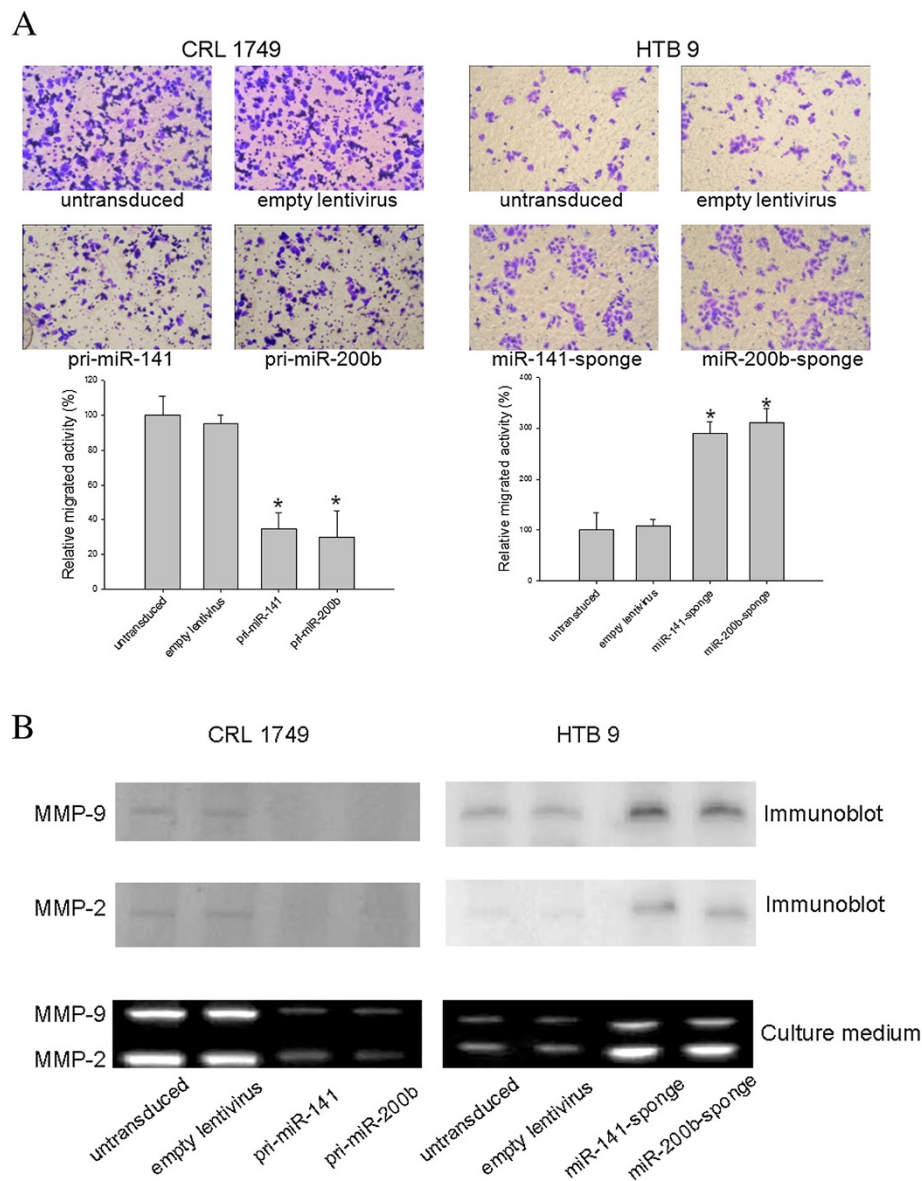 A
CRL 1749 HTB 9
untransduced empty lentivirus untransduced empty lentivirus
pri-miR-141 pri-miR-200b miR-141-sponge miR-200b-sponge
Relative migrated activity (%)
120
100
80
60
40
20
0
* *
untransduced
empty lentivirus
pri-miR-141
pri-miR-200b
Relative migrated activity (%)
400
300
200
100
0
* *
untransduced
empty lentivirus
miR-141-sponge
miR-200b-sponge
B
CRL 1749 HTB 9
MMP-9 Immunoblot
MMP-2 Immunoblot
MMP-9
Culture medium
MMP-2
untransduced
empty lentivirus
pri-miR-141
pri-miR-200b
untransduced
empty lentivirus
miR-141-sponge
miR-200b-sponge